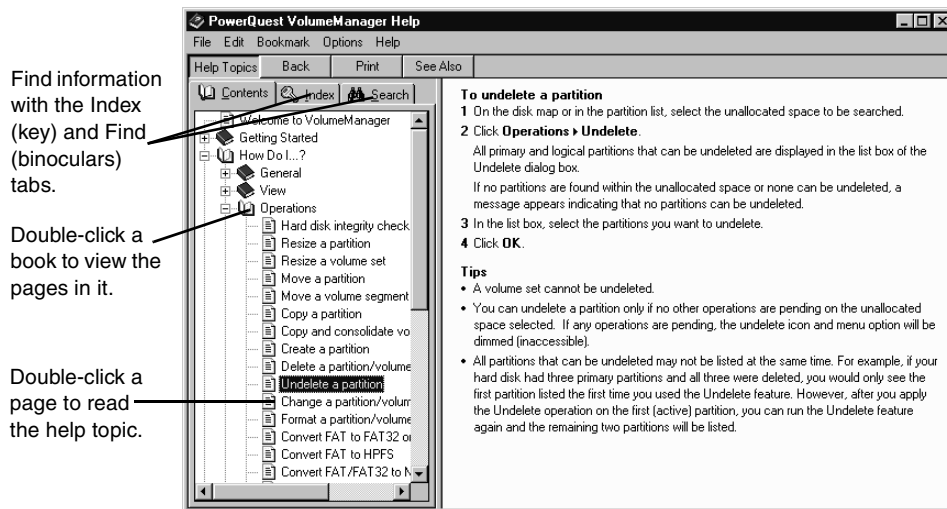 PowerQuest VolumeManager Help
File Edit Bookmark Options Help
Help Topics Back Print See Also
Contents Index Search
Find information
with the Index
(key) and Find
(binoculars)
tabs.
Double-click a
book to view the
pages in it.
Double-click a
page to read
the help topic.
Welcome to VolumeManager
Getting Started
How Do I...?
General
View
Operations
Hard disk integrity check
Resize a partition
Resize a volume set
Move a partition
Move a volume segment
Copy a partition
Copy and consolidate vo
Create a partition
Delete a partition/volume
Undelete a partition
Change a partition/volum
Format a partition/volume
Convert FAT to FAT32 or
Convert FAT to HPFS
Convert FAT/FAT32 to N
To undelete a partition
1 On the disk map or in the partition list, select the unallocated space to be searched.
2 Click Operations ▸ Undelete.
All primary and logical partitions that can be undeleted are displayed in the list box of the
Undelete dialog box.
If no partitions are found within the unallocated space or none can be undeleted, a
message appears indicating that no partitions can be undeleted.
3 In the list box, select the partitions you want to undelete.
4 Click OK.
Tips
• A volume set cannot be undeleted.
• You can undelete a partition only if no other operations are pending on the unallocated
space selected. If any operations are pending, the undelete icon and menu option will be
dimmed (inaccessible).
• All partitions that can be undeleted may not be listed at the same time. For example, if your
hard disk had three primary partitions and all three were deleted, you would only see the
first partition listed the first time you used the Undelete feature. However, after you apply
the Undelete operation on the first (active) partition, you can run the Undelete feature
again and the remaining two partitions will be listed.